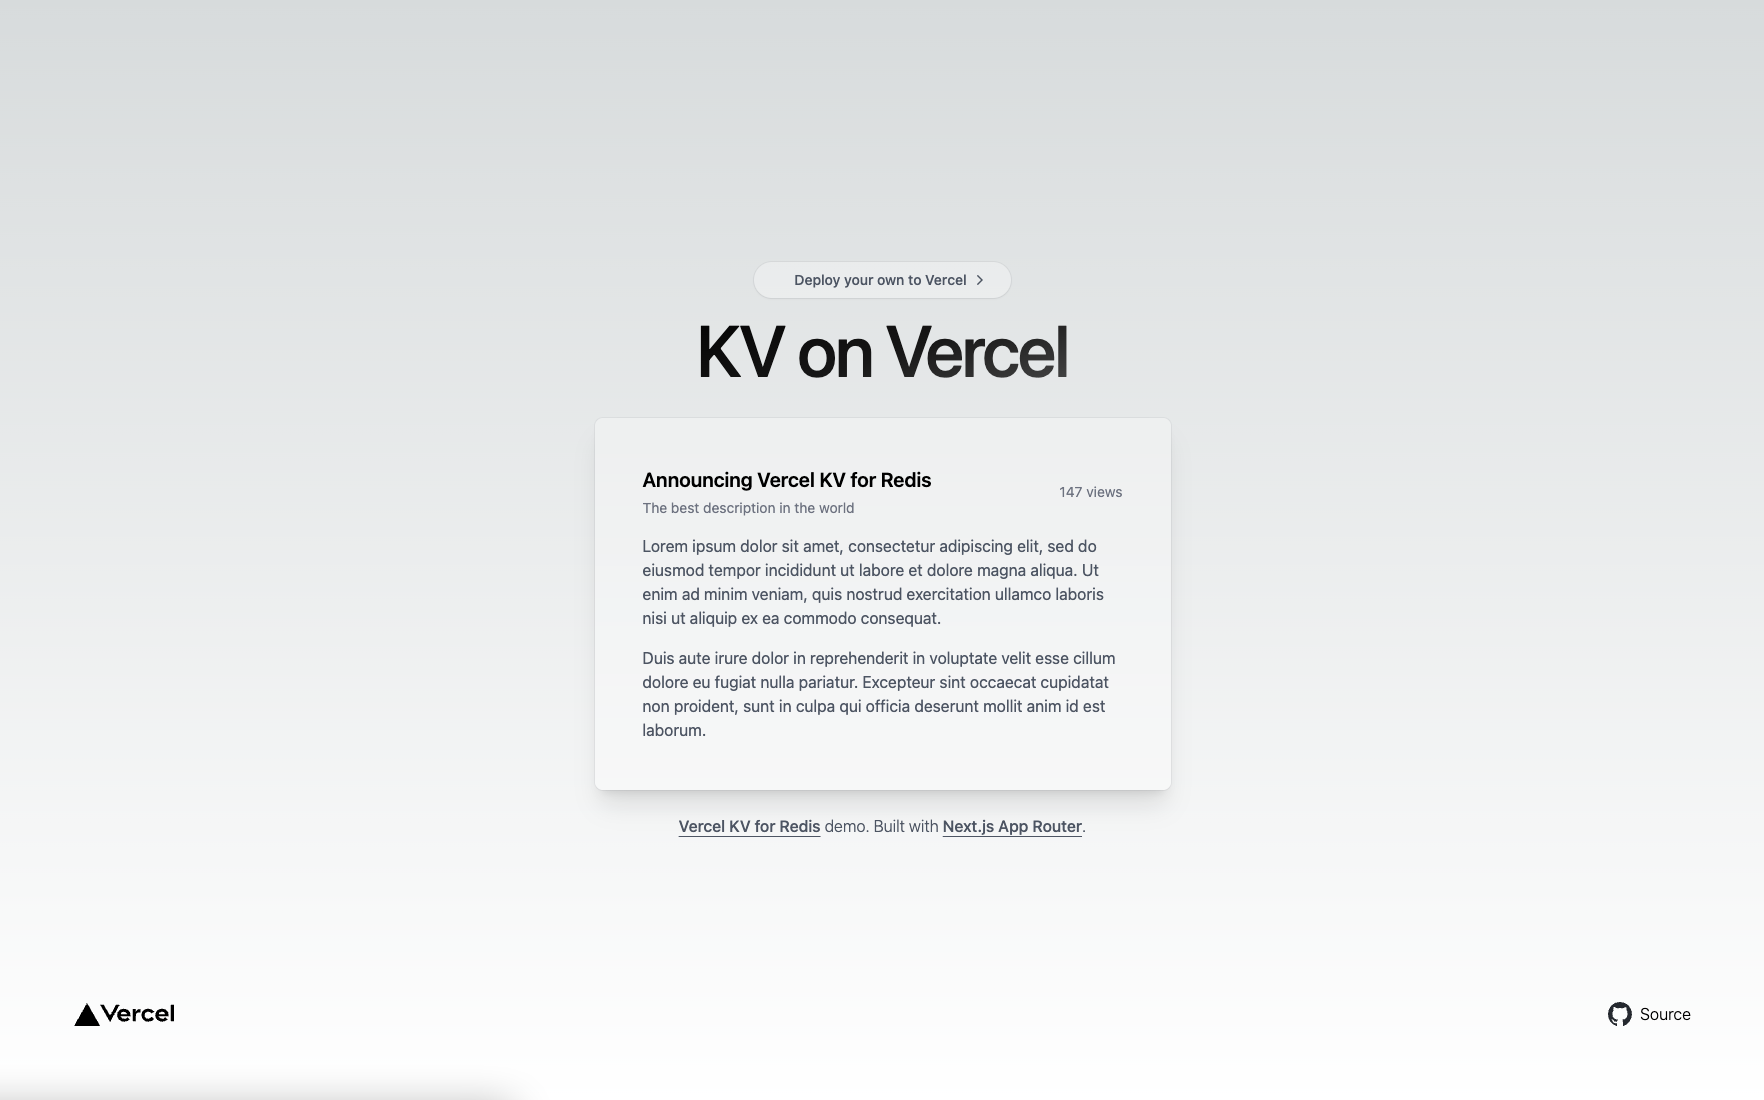 Deploy your own to Vercel
KV on Vercel
Announcing Vercel KV for Redis
147 views
The best description in the world
Lorem ipsum dolor sit amet, consectetur adipiscing elit, sed do
eiusmod tempor incididunt ut labore et dolore magna aliqua. Ut
enim ad minim veniam, quis nostrud exercitation ullamco laboris
nisi ut aliquip ex ea commodo consequat.
Duis aute irure dolor in reprehenderit in voluptate velit esse cillum
dolore eu fugiat nulla pariatur. Excepteur sint occaecat cupidatat
non proident, sunt in culpa qui officia deserunt mollit anim id est
laborum.
Vercel KV for Redis demo. Built with Next.js App Router.
Vercel
Source